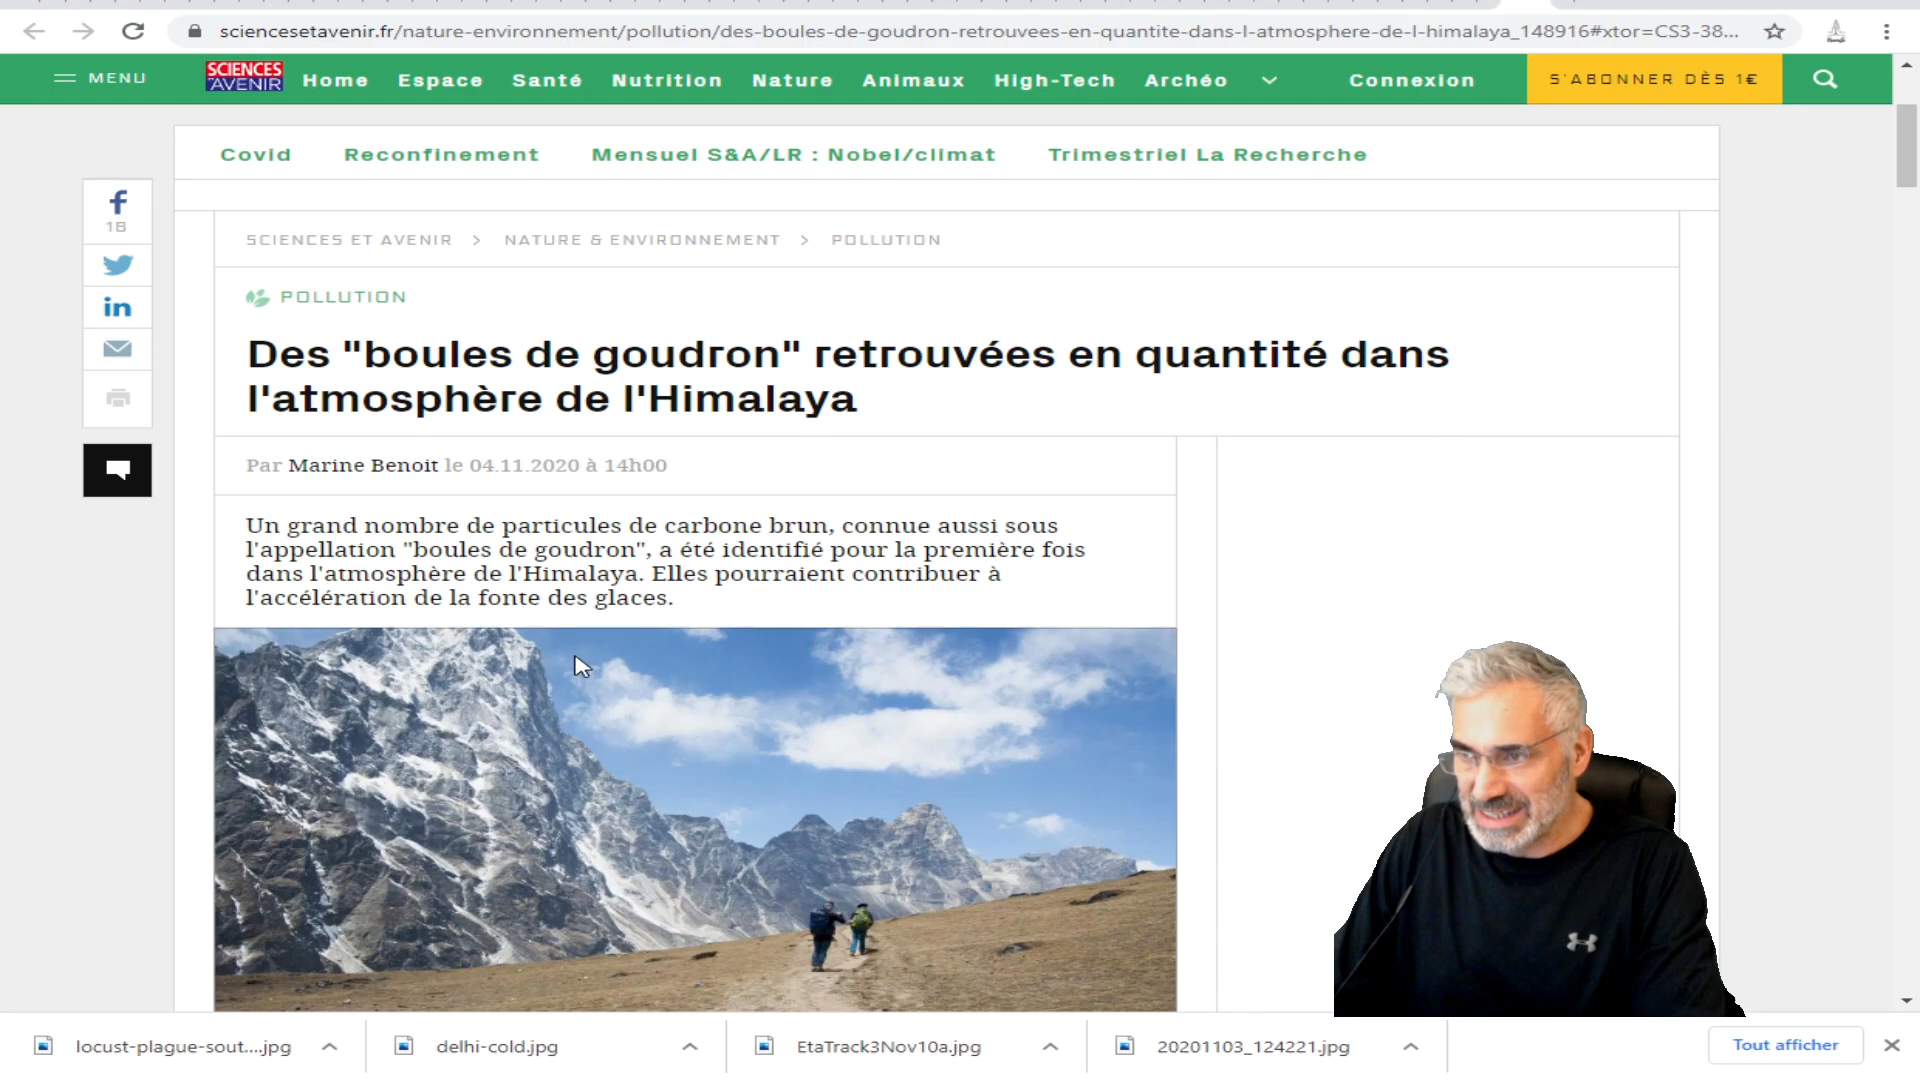 sciencesetavenir.fr/nature-environnement/pollution/des-boules-de-goudron-retrouvees-en-quantite-dans-l-atmosphere-de-l-himalaya_148916#xtor=CS3-38...
MENU
SCIENCES AVENIR
Home Espace Santé Nutrition Nature Animaux High-Tech Archéo Connexion S'ABONNER DÈS 1€
Covid Reconfinement Mensuel S&A/LR : Nobel/climat Trimestriel La Recherche
f
18
in
SCIENCES ET AVENIR > NATURE & ENVIRONNEMENT > POLLUTION
POLLUTION
Des "boules de goudron" retrouvées en quantité dans
l'atmosphère de l'Himalaya
Par Marine Benoit le 04.11.2020 à 14h00
Un grand nombre de particules de carbone brun, connue aussi sous
l'appellation "boules de goudron", a été identifié pour la première fois
dans l'atmosphère de l'Himalaya. Elles pourraient contribuer à
l'accélération de la fonte des glaces.
locust-plague-sout....jpg delhi-cold.jpg EtaTrack3Nov10a.jpg 20201103_124221.jpg Tout afficher